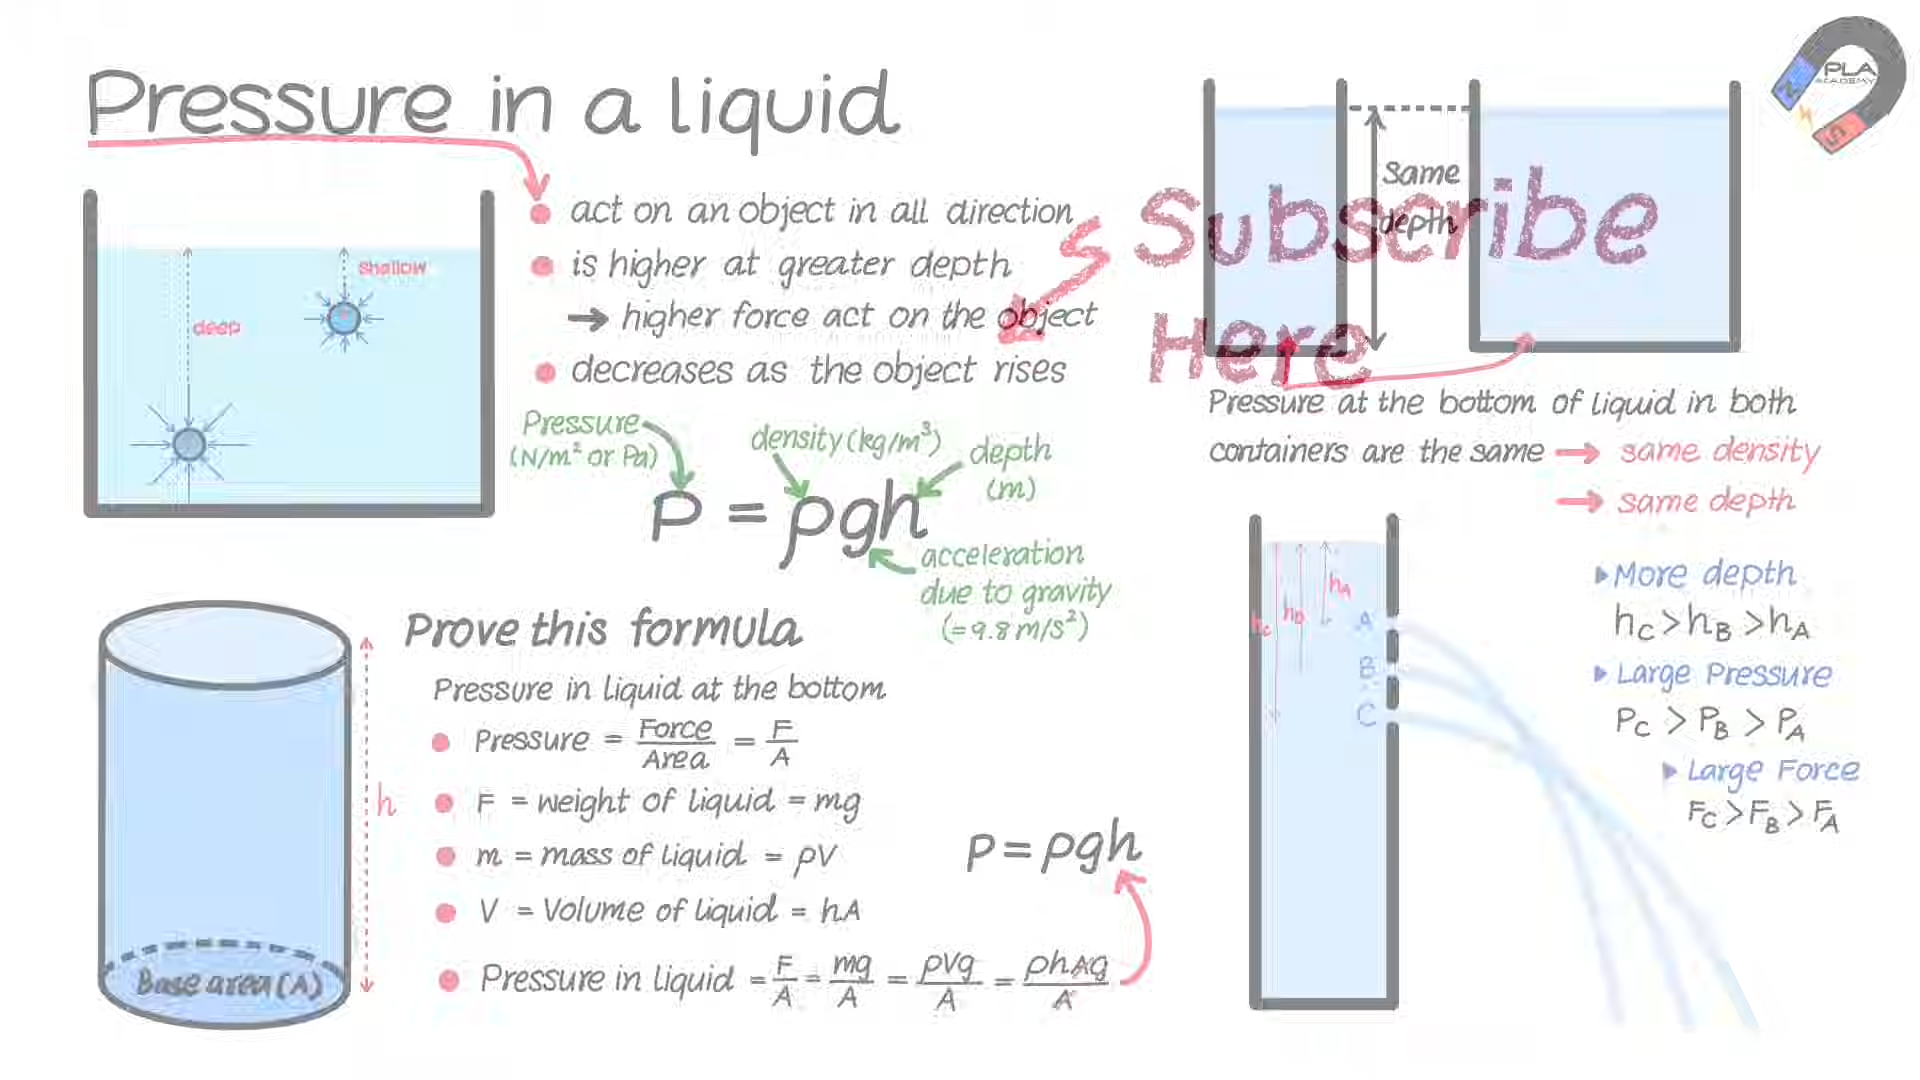 Pressure in a liquid
act on an object in all direction
is higher at greater depth
→ higher force act on the object
decreases as the object rises
shallow
deep
Pressure
(N/m² or Pa)
density (kg/m³)
depth
(m)
P = ρgh
acceleration
due to gravity
(=9.8 m/s²)
Same
depth
Subscribe
Here
PLA
ACADEMY
N
S
Pressure at the bottom of liquid in both
containers are the same → same density
→ same depth
Base area (A)
h
Prove this formula
Pressure in liquid at the bottom
Pressure = Force/Area = F/A
F = weight of liquid = mg
m = mass of liquid = ρV
V = Volume of liquid = hA
Pressure in liquid = F/A = mg/A = ρVg/A = ρhAg/A
P = ρgh
hA
hB
hC
A
B
C
More depth
hC > hB > hA
Large Pressure
PC > PB > PA
Large Force
FC > FB > FA